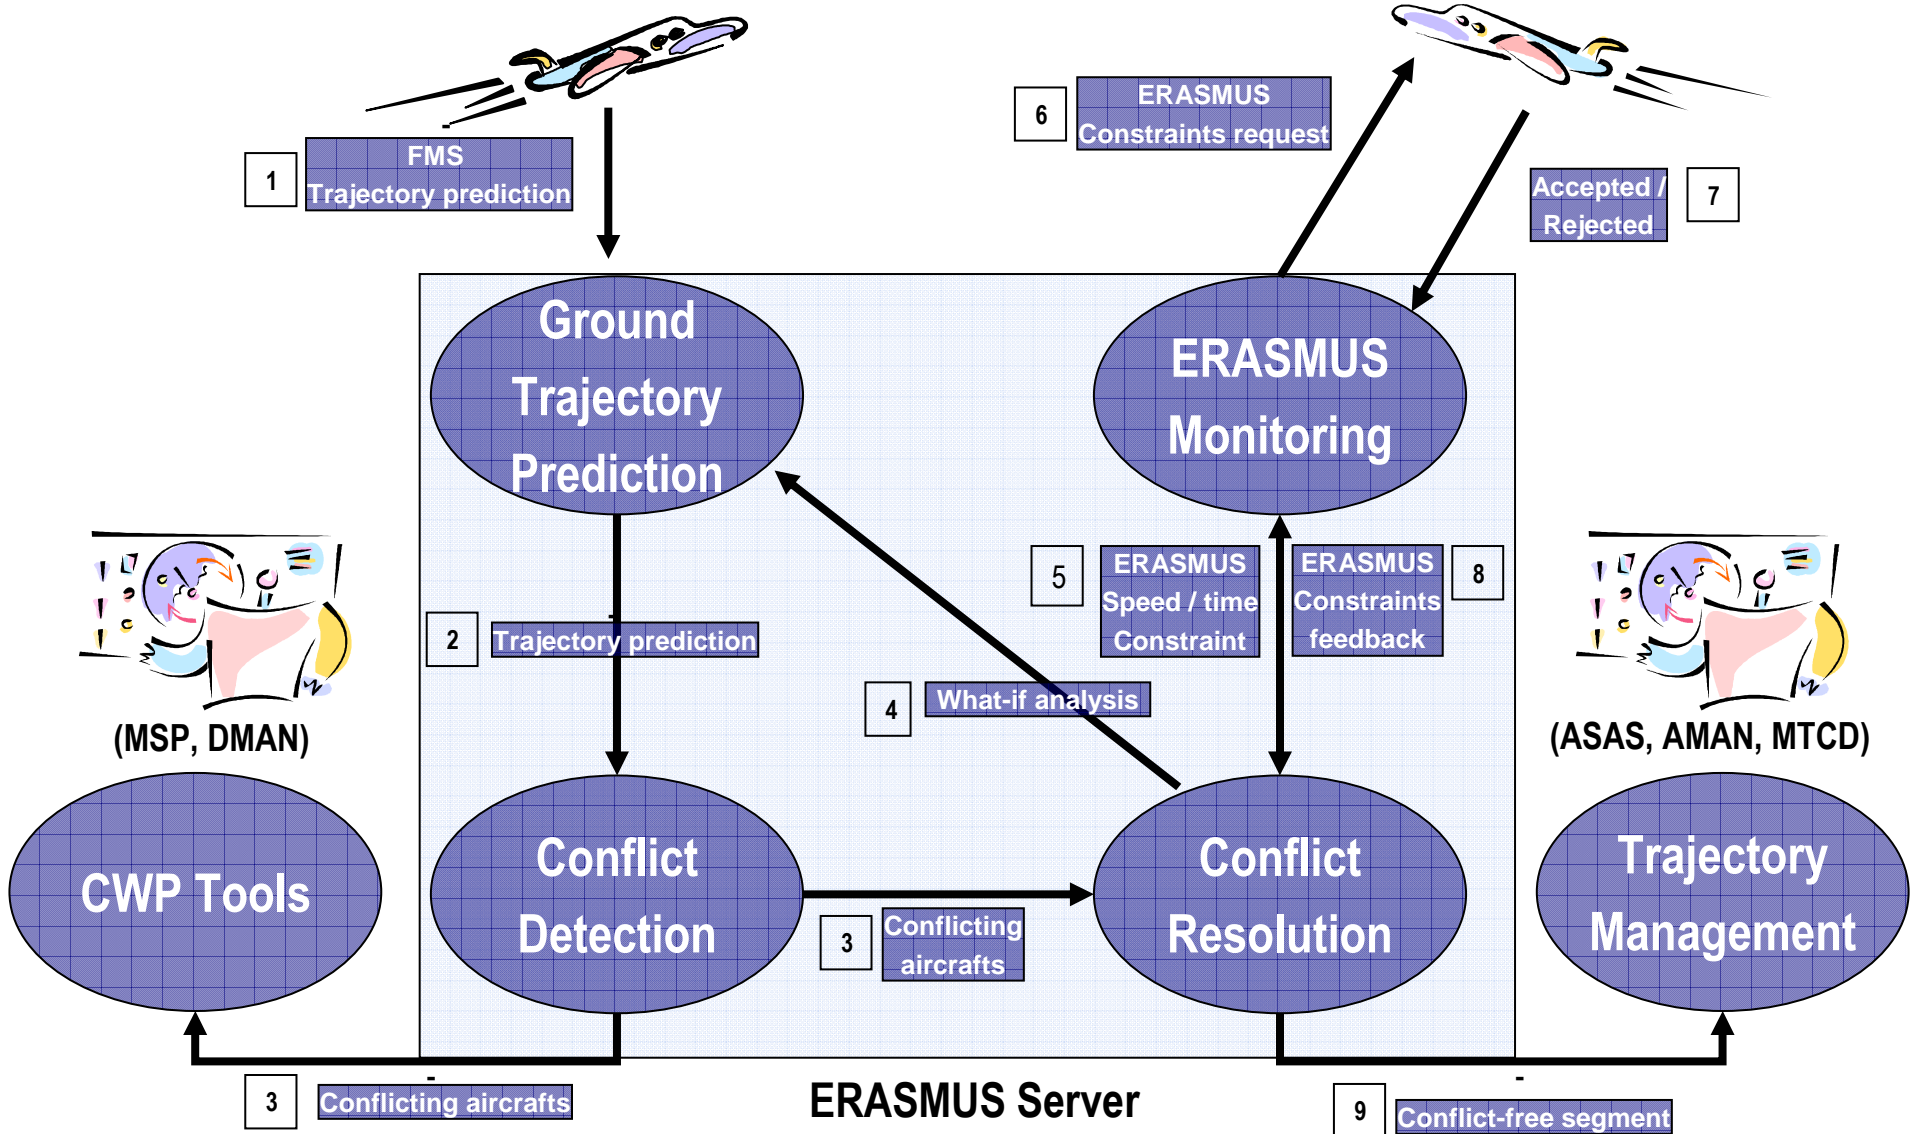 6
ERASMUS
Constraints request
1
FMS
Trajectory prediction
Accepted /
Rejected
7
Ground
Trajectory
Prediction
ERASMUS
Monitoring
5
ERASMUS
Speed / time
Constraint
ERASMUS
Constraints
feedback
8
2
Trajectory prediction
4
What-if analysis
(MSP, DMAN)
(ASAS, AMAN, MTCD)
CWP Tools
Conflict
Detection
3
Conflicting
aircrafts
Conflict
Resolution
Trajectory
Management
3
Conflicting aircrafts
ERASMUS Server
9
Conflict-free segment